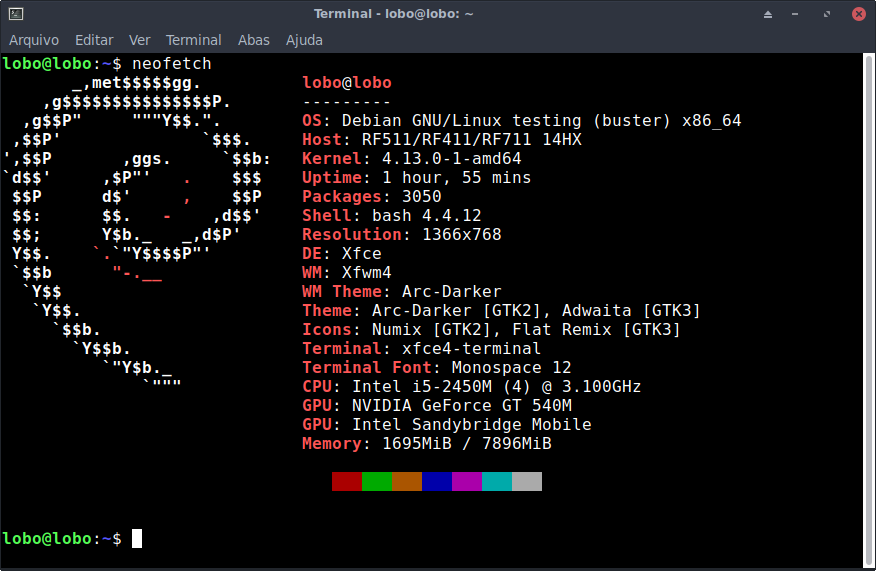 Terminal - lobo@lobo: ~
Arquivo Editar Ver Terminal Abas Ajuda
lobo@lobo:~$ neofetch
       _,met$$$$$gg.          lobo@lobo
    ,g$$$$$$$$$$$$$$$P.       ---------
  ,g$$P"     """Y$$.".        OS: Debian GNU/Linux testing (buster) x86_64
 ,$$P'              `$$$.     Host: RF511/RF411/RF711 14HX
',$$P       ,ggs.     `$$b:   Kernel: 4.13.0-1-amd64
`d$$'     ,$P"'   .    $$$    Uptime: 1 hour, 55 mins
 $$P      d$'     ,    $$P    Packages: 3050
 $$:      $$.   -    ,d$$'    Shell: bash 4.4.12
 $$;      Y$b._   _,d$P'      Resolution: 1366x768
 Y$$.    `.`"Y$$$$P"'         DE: Xfce
 `$$b      "-.__              WM: Xfwm4
  `Y$$                        WM Theme: Arc-Darker
   `Y$$.                      Theme: Arc-Darker [GTK2], Adwaita [GTK3]
     `$$b.                    Icons: Numix [GTK2], Flat Remix [GTK3]
       `Y$$b.                 Terminal: xfce4-terminal
          `"Y$b._             Terminal Font: Monospace 12
              `"""            CPU: Intel i5-2450M (4) @ 3.100GHz
                              GPU: NVIDIA GeForce GT 540M
                              GPU: Intel Sandybridge Mobile
                              Memory: 1695MiB / 7896MiB
lobo@lobo:~$